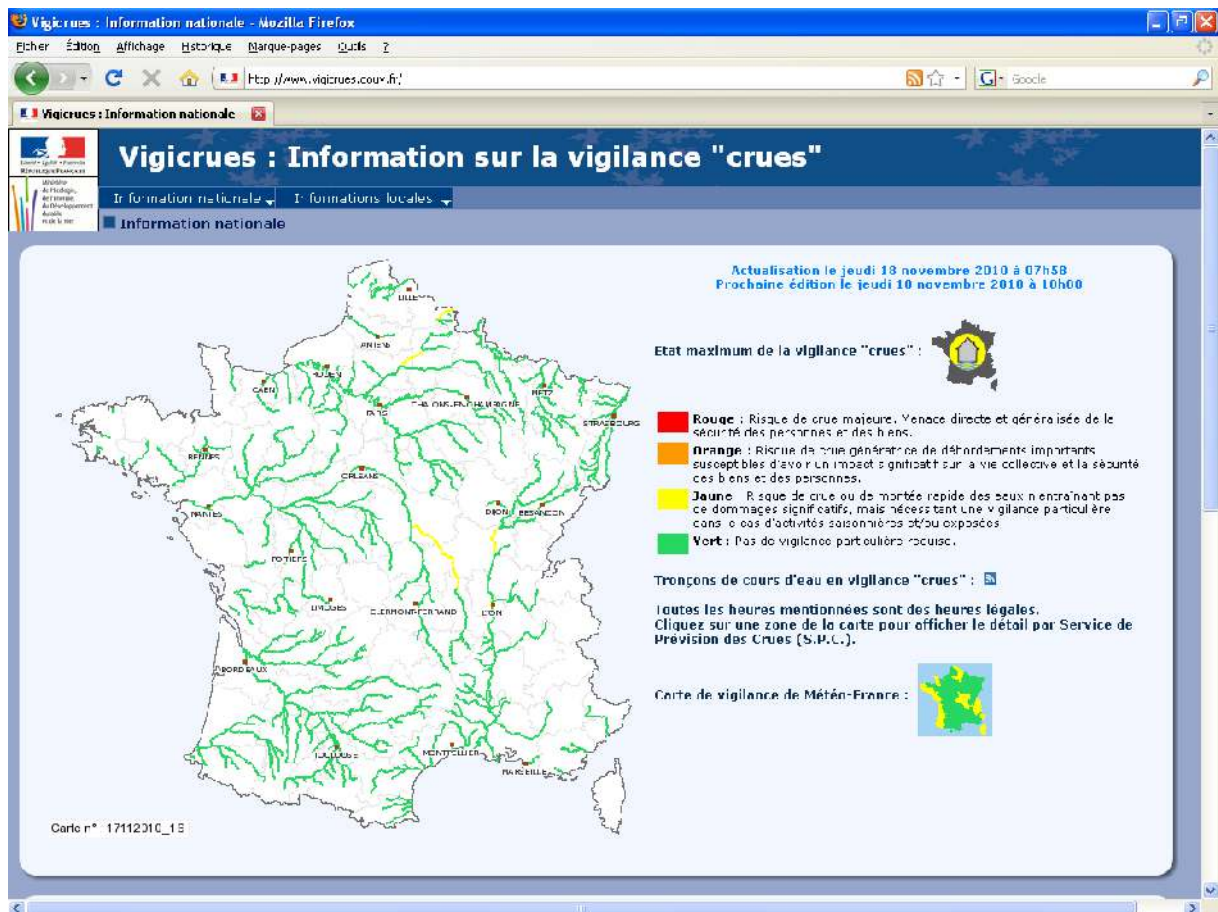 Vigicrues : Information nationale - Mozilla Firefox
Fichier Édition Affichage Historique Marque-pages Outils ?
http://www.vigicrues.gouv.fr/
Google
Vigicrues : Information nationale
Liberté • Égalité • Fraternité
RÉPUBLIQUE FRANÇAISE
Vigicrues : Information sur la vigilance "crues"
Information nationale Informations locales
Information nationale
Actualisation le jeudi 18 novembre 2010 à 07h58
Prochaine édition le jeudi 18 novembre 2010 à 10h00
Etat maximum de la vigilance "crues" :
Rouge : Risque de crue majeure. Menace directe et généralisée de la
sécurité des personnes et des biens.
Orange : Risque de crue génératrice de débordements importants
susceptibles d'avoir un impact significatif sur la vie collective et la sécurité
des biens et des personnes.
Jaune : Risque de crue ou de montée rapide des eaux n'entraînant pas
de dommages significatifs, mais nécessitant une vigilance particulière
dans le cas d'activités saisonnières et/ou exposées
Vert : Pas de vigilance particulière requise.
Tronçons de cours d'eau en vigilance "crues" :
Toutes les heures mentionnées sont des heures légales.
Cliquez sur une zone de la carte pour afficher le détail par Service de
Prévision des Crues (S.P.C.).
Carte de vigilance de Météo-France :
LILLE
AMIENS
ROUEN
CAEN
METZ
CHALONS-EN-CHAMPAGNE
PARIS
STRASBOURG
RENNES
ORLEANS
DIJON
BESANCON
NANTES
POITIERS
LIMOGES
CLERMONT-FERRAND
LYON
BORDEAUX
TOULOUSE
MONTPELLIER
MARSEILLE
Carte n° : 17112010_16